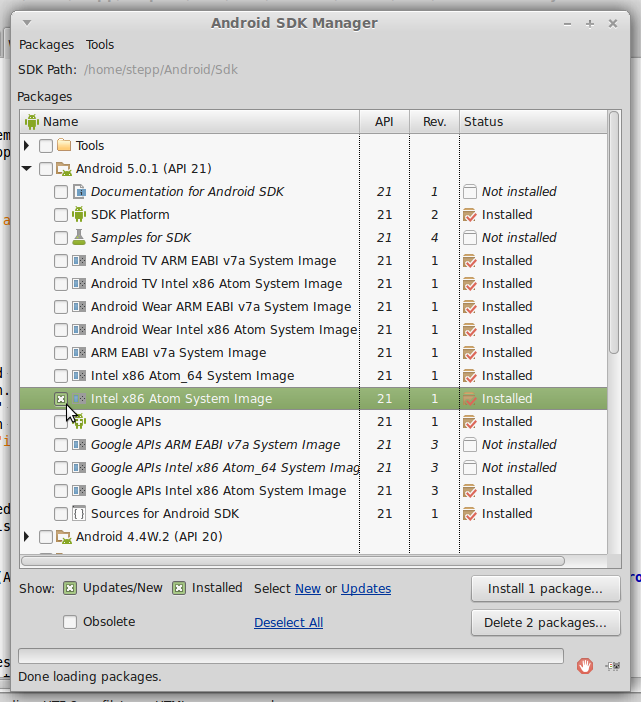 Android SDK Manager
Packages Tools
SDK Path: /home/stepp/Android/Sdk
Packages
Name API Rev. Status
Tools
Android 5.0.1 (API 21)
Documentation for Android SDK 21 1 Not installed
SDK Platform 21 2 Installed
Samples for SDK 21 4 Not installed
Android TV ARM EABI v7a System Image 21 1 Installed
Android TV Intel x86 Atom System Image 21 1 Installed
Android Wear ARM EABI v7a System Image 21 1 Installed
Android Wear Intel x86 Atom System Image 21 1 Installed
ARM EABI v7a System Image 21 1 Installed
Intel x86 Atom_64 System Image 21 1 Installed
Intel x86 Atom System Image 21 1 Installed
Google APIs 21 1 Installed
Google APIs ARM EABI v7a System Image 21 3 Not installed
Google APIs Intel x86 Atom_64 System Imag 21 3 Not installed
Google APIs Intel x86 Atom System Image 21 3 Installed
Sources for Android SDK 21 1 Installed
Android 4.4W.2 (API 20)
Show: Updates/New Installed Select New or Updates Install 1 package...
Obsolete Deselect All Delete 2 packages...
Done loading packages.